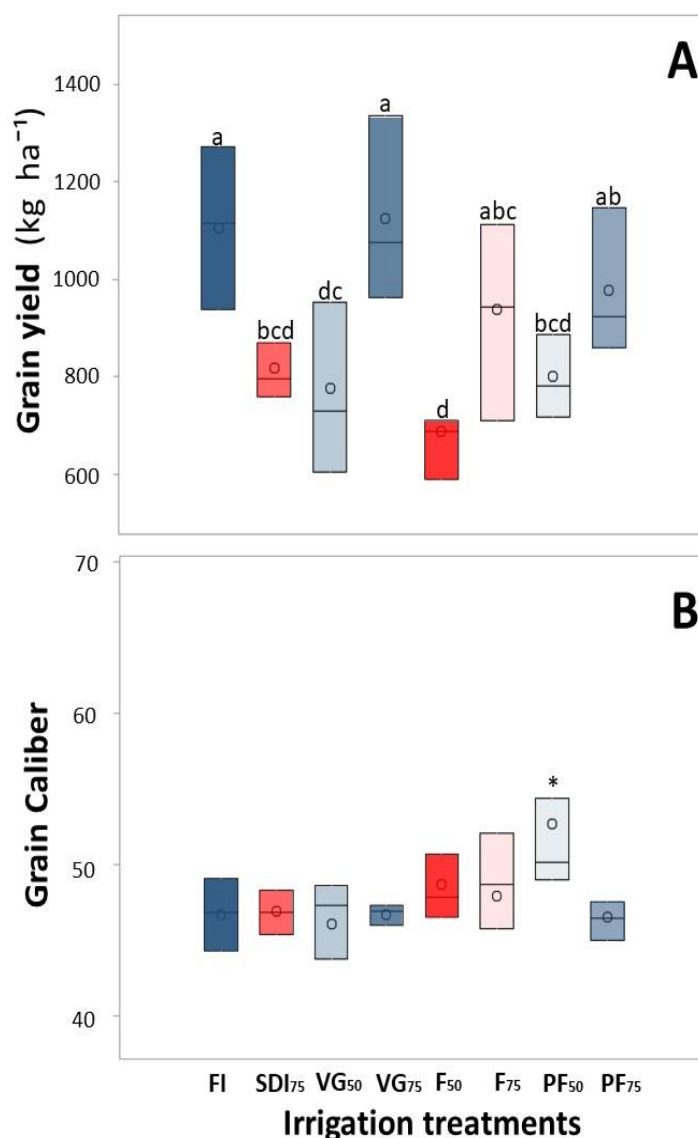 A
Grain yield (kg ha⁻¹)
1400
1200
1000
800
600
a
bcd
dc
a
d
abc
bcd
ab
B
Grain Caliber
70
60
50
40
*
FI SDI₇₅ VG₅₀ VG₇₅ F₅₀ F₇₅ PF₅₀ PF₇₅
Irrigation treatments